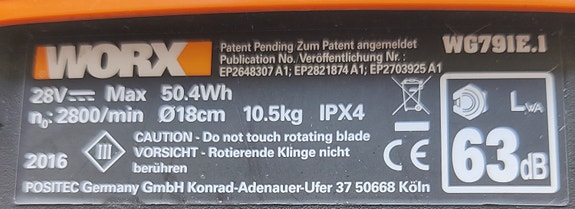 WORX
Patent Pending Zum Patent angemeldet
Publication No. /Veröffentlichung Nr.:
EP2648307 A1; EP2821874 A1; EP2703925 A1
WG791E.1
28V Max 50.4Wh
n₀: 2800/min Ø18cm 10.5kg IPX4
CAUTION - Do not touch rotating blade
VORSICHT - Rotierende Klinge nicht
berühren
2016
III
CE
LWA
63dB
POSITEC Germany GmbH Konrad-Adenauer-Ufer 37 50668 Köln